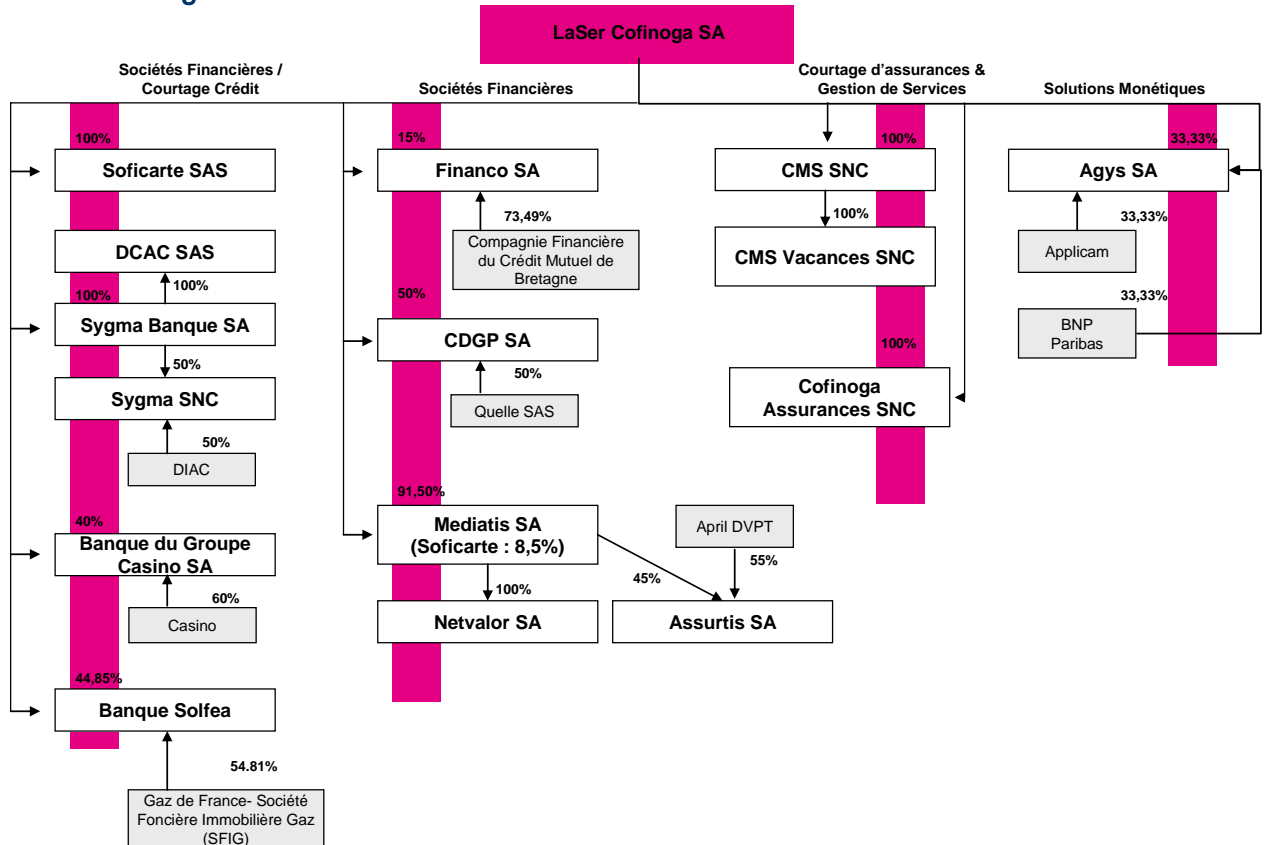 LaSer Cofinoga SA
Sociétés Financières /
Courtage Crédit
Sociétés Financières
Courtage d'assurances &
Gestion de Services
Solutions Monétiques
100%
Soficarte SAS
DCAC SAS
100%
100%
Sygma Banque SA
50%
Sygma SNC
50%
DIAC
40%
Banque du Groupe
Casino SA
60%
Casino
44,85%
Banque Solfea
54.81%
Gaz de France- Société
Foncière Immobilière Gaz
(SFIG)
15%
Financo SA
73,49%
Compagnie Financière
du Crédit Mutuel de
Bretagne
50%
CDGP SA
50%
Quelle SAS
91,50%
Mediatis SA
(Soficarte : 8,5%)
100%
Netvalor SA
45%
April DVPT
55%
Assurtis SA
100%
CMS SNC
100%
CMS Vacances SNC
100%
Cofinoga
Assurances SNC
33,33%
Agys SA
33,33%
Applicam
33,33%
BNP
Paribas